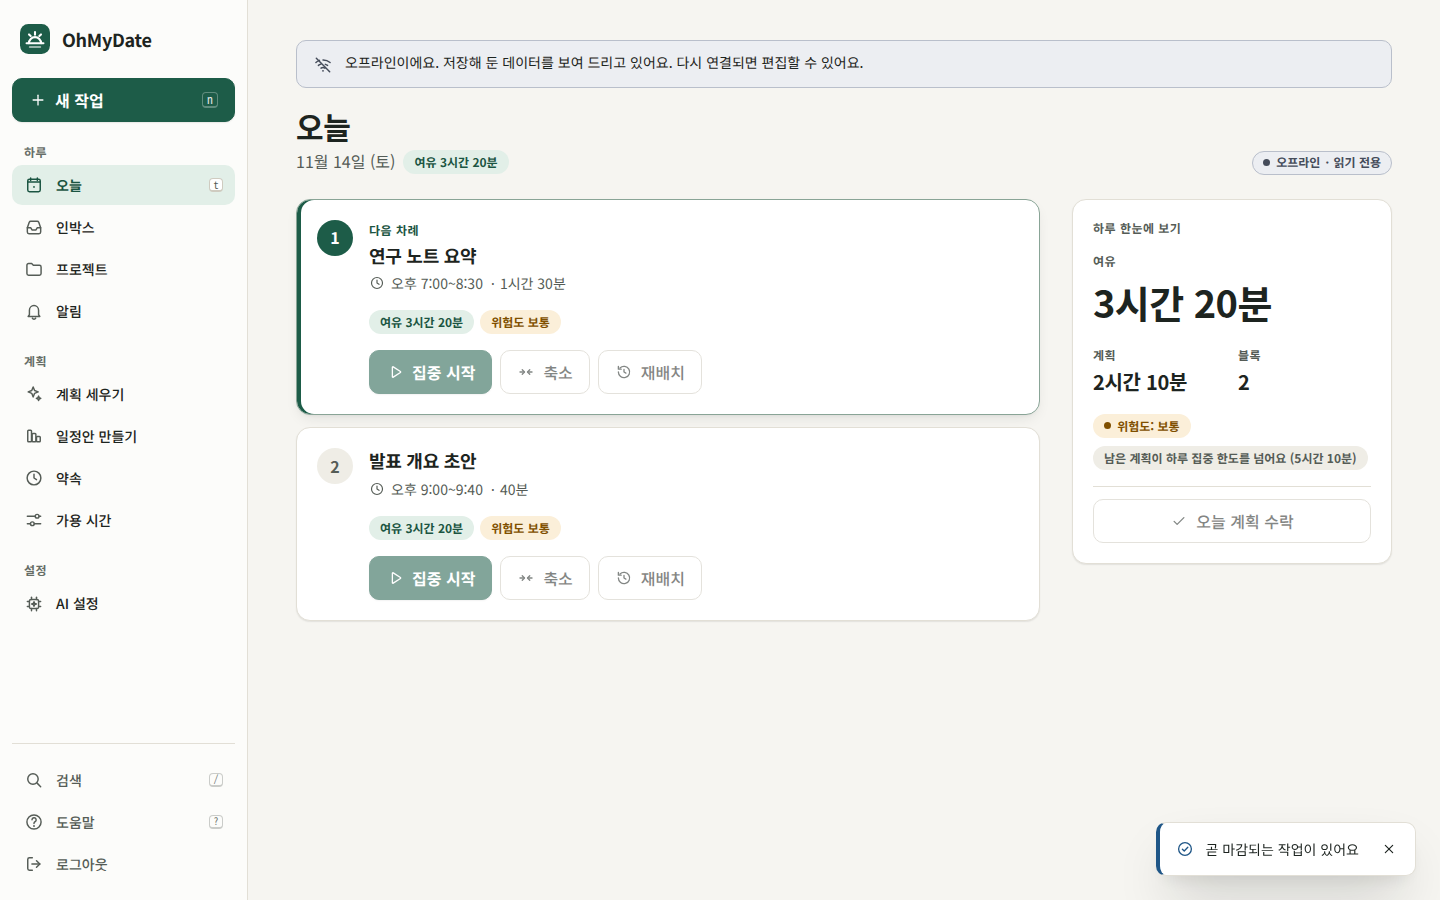 OhMyDate
새 작업 n
하루
오늘 t
인박스
프로젝트
알림
계획
계획 세우기
일정안 만들기
약속
가용 시간
설정
AI 설정
검색 /
도움말 ?
로그아웃
오프라인이에요. 저장해 둔 데이터를 보여 드리고 있어요. 다시 연결되면 편집할 수 있어요.
오늘
11월 14일 (토) 여유 3시간 20분
오프라인 · 읽기 전용
1
다음 차례
연구 노트 요약
오후 7:00~8:30 · 1시간 30분
여유 3시간 20분 위험도 보통
집중 시작 축소 재배치
2
발표 개요 초안
오후 9:00~9:40 · 40분
여유 3시간 20분 위험도 보통
집중 시작 축소 재배치
하루 한눈에 보기
여유
3시간 20분
계획 블록
2시간 10분 2
위험도: 보통
남은 계획이 하루 집중 한도를 넘어요 (5시간 10분)
오늘 계획 수락
곧 마감되는 작업이 있어요